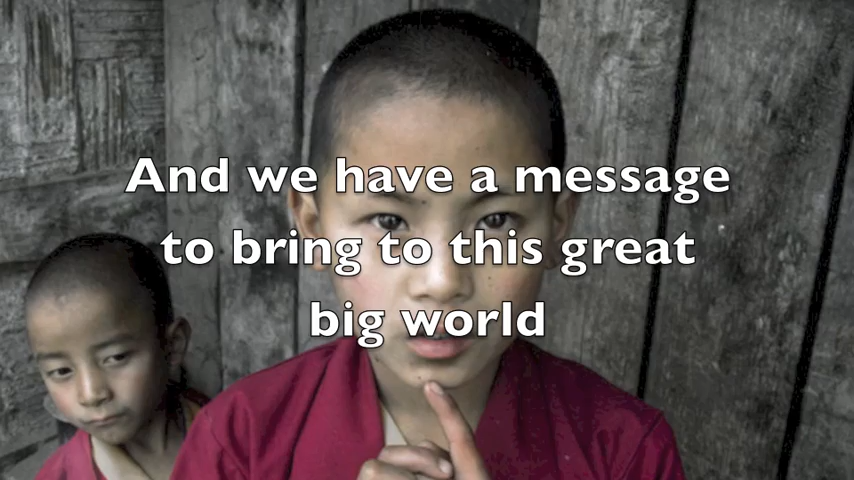 And we have a message
to bring to this great
big world